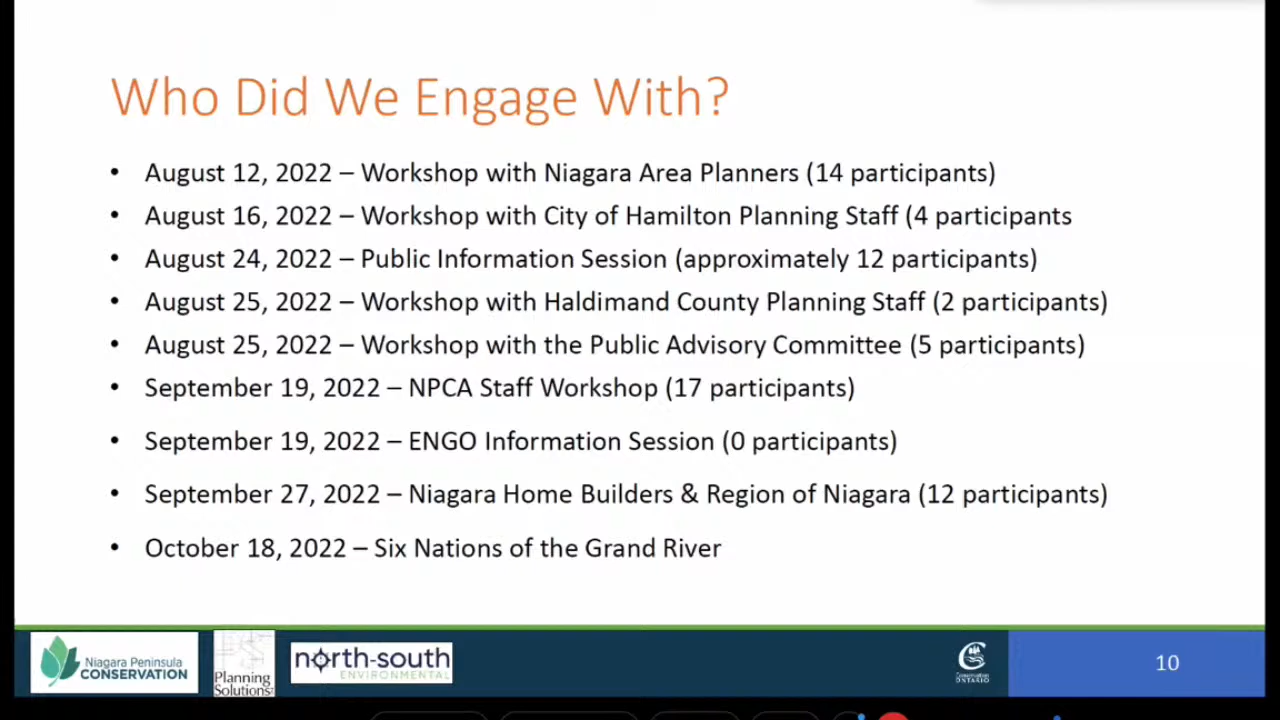 Who Did We Engage With?
• August 12, 2022 – Workshop with Niagara Area Planners (14 participants)
• August 16, 2022 – Workshop with City of Hamilton Planning Staff (4 participants
• August 24, 2022 – Public Information Session (approximately 12 participants)
• August 25, 2022 – Workshop with Haldimand County Planning Staff (2 participants)
• August 25, 2022 – Workshop with the Public Advisory Committee (5 participants)
• September 19, 2022 – NPCA Staff Workshop (17 participants)
• September 19, 2022 – ENGO Information Session (0 participants)
• September 27, 2022 – Niagara Home Builders & Region of Niagara (12 participants)
• October 18, 2022 – Six Nations of the Grand River
Niagara Peninsula
CONSERVATION
PS
Planning
Solutions
north-south
ENVIRONMENTAL
Conservation
ONTARIO
10